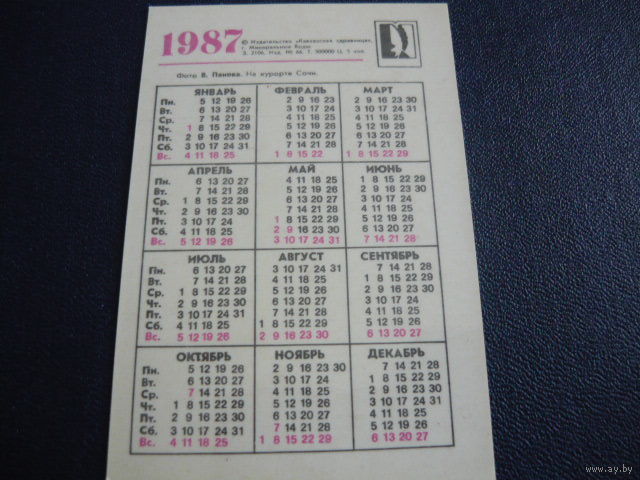 1987
© Издательство «Кавказская здравница»,
г. Минеральные Воды
З. 2106. Изд. № 66. Т. 500000 Ц. 5 коп.
Фото В. Панова. На курорте Сочи.
ЯНВАРЬ ФЕВРАЛЬ МАРТ
Пн. 5 12 19 26 2 9 16 23 2 9 16 23 30
Вт. 6 13 20 27 3 10 17 24 3 10 17 24 31
Ср. 7 14 21 28 4 11 18 25 4 11 18 25
Чт. 1 8 15 22 29 5 12 19 26 5 12 19 26
Пт. 2 9 16 23 30 6 13 20 27 6 13 20 27
Сб. 3 10 17 24 31 7 14 21 28 7 14 21 28
Вс. 4 11 18 25 1 8 15 22 1 8 15 22 29
АПРЕЛЬ МАЙ ИЮНЬ
Пн. 6 13 20 27 4 11 18 25 1 8 15 22 29
Вт. 7 14 21 28 5 12 19 26 2 9 16 23 30
Ср. 1 8 15 22 29 6 13 20 27 3 10 17 24
Чт. 2 9 16 23 30 7 14 21 28 4 11 18 25
Пт. 3 10 17 24 1 8 15 22 29 5 12 19 26
Сб. 4 11 18 25 2 9 16 23 30 6 13 20 27
Вс. 5 12 19 26 3 10 17 24 31 7 14 21 28
ИЮЛЬ АВГУСТ СЕНТЯБРЬ
Пн. 6 13 20 27 3 10 17 24 31 7 14 21 28
Вт. 7 14 21 28 4 11 18 25 1 8 15 22 29
Ср. 1 8 15 22 29 5 12 19 26 2 9 16 23 30
Чт. 2 9 16 23 30 6 13 20 27 3 10 17 24
Пт. 3 10 17 24 31 7 14 21 28 4 11 18 25
Сб. 4 11 18 25 1 8 15 22 29 5 12 19 26
Вс. 5 12 19 26 2 9 16 23 30 6 13 20 27
ОКТЯБРЬ НОЯБРЬ ДЕКАБРЬ
Пн. 5 12 19 26 2 9 16 23 30 7 14 21 28
Вт. 6 13 20 27 3 10 17 24 1 8 15 22 29
Ср. 7 14 21 28 4 11 18 25 2 9 16 23 30
Чт. 1 8 15 22 29 5 12 19 26 3 10 17 24 31
Пт. 2 9 16 23 30 6 13 20 27 4 11 18 25
Сб. 3 10 17 24 31 7 14 21 28 5 12 19 26
Вс. 4 11 18 25 1 8 15 22 29 6 13 20 27
www.ay.by